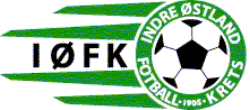 IØFK
INDRE ØSTLAND
FOTBALL · 1905 · KRETS